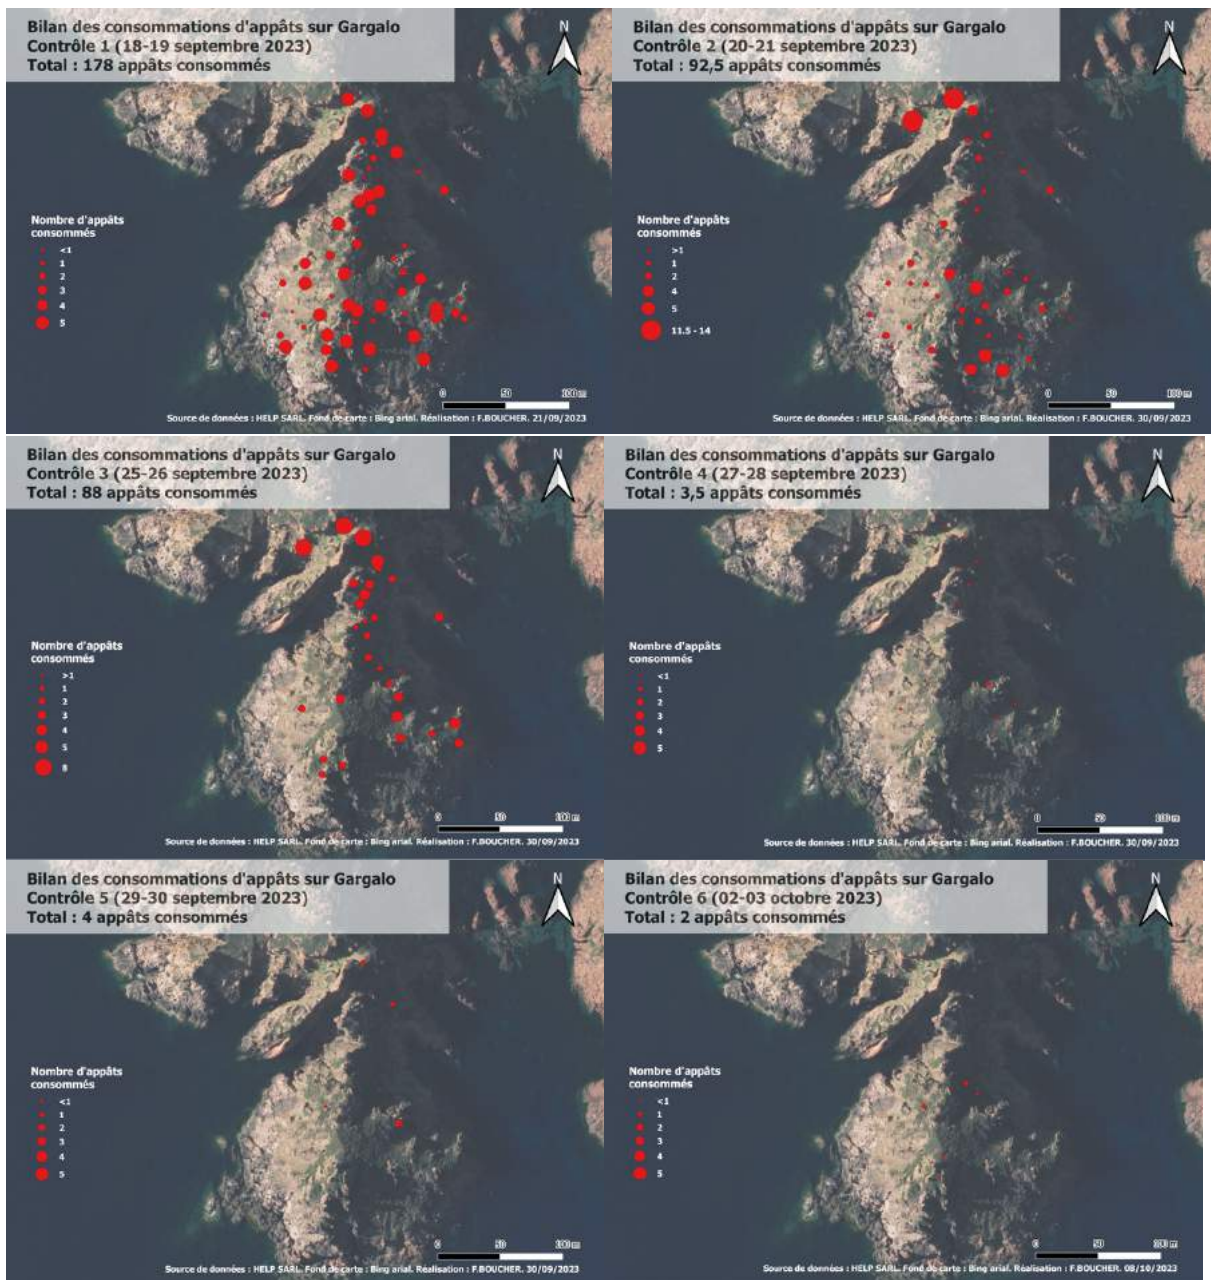 Bilan des consommations d'appâts sur Gargalo
Contrôle 1 (18-19 septembre 2023)
Total : 178 appâts consommés
N
Nombre d'appâts
consommés
<1
1
2
3
4
5
0 50 100 m
Source de données : HELP SARL. Fond de carte : Bing arial. Réalisation : F.BOUCHER. 21/09/2023
Bilan des consommations d'appâts sur Gargalo
Contrôle 2 (20-21 septembre 2023)
Total : 92,5 appâts consommés
N
Nombre d'appâts
consommés
>1
1
2
4
5
11.5 - 14
0 50 100 m
Source de données : HELP SARL. Fond de carte : Bing arial. Réalisation : F.BOUCHER. 30/09/2023
Bilan des consommations d'appâts sur Gargalo
Contrôle 3 (25-26 septembre 2023)
Total : 88 appâts consommés
N
Nombre d'appâts
consommés
>1
1
2
3
4
5
8
0 50 100 m
Source de données : HELP SARL. Fond de carte : Bing arial. Réalisation : F.BOUCHER. 30/09/2023
Bilan des consommations d'appâts sur Gargalo
Contrôle 4 (27-28 septembre 2023)
Total : 3,5 appâts consommés
N
Nombre d'appâts
consommés
<1
1
2
3
4
5
0 50 100 m
Source de données : HELP SARL. Fond de carte : Bing arial. Réalisation : F.BOUCHER. 30/09/2023
Bilan des consommations d'appâts sur Gargalo
Contrôle 5 (29-30 septembre 2023)
Total : 4 appâts consommés
N
Nombre d'appâts
consommés
<1
1
2
3
4
5
0 50 100 m
Source de données : HELP SARL. Fond de carte : Bing arial. Réalisation : F.BOUCHER. 30/09/2023
Bilan des consommations d'appâts sur Gargalo
Contrôle 6 (02-03 octobre 2023)
Total : 2 appâts consommés
N
Nombre d'appâts
consommés
<1
1
2
3
4
5
0 50 100 m
Source de données : HELP SARL. Fond de carte : Bing arial. Réalisation : F.BOUCHER. 08/10/2023